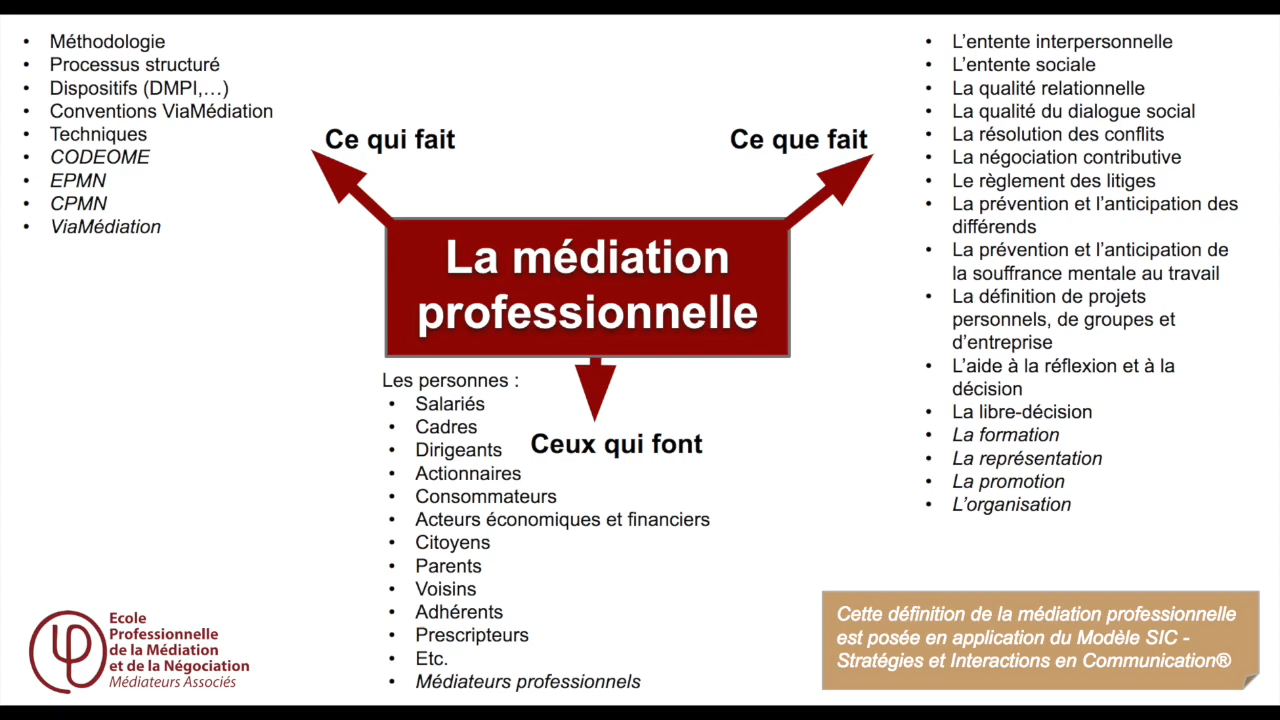 • Méthodologie
• Processus structuré
• Dispositifs (DMPI,…)
• Conventions ViaMédiation
• Techniques
• CODEOME
• EPMN
• CPMN
• ViaMédiation
Ce qui fait
Ce que fait
• L’entente interpersonnelle
• L’entente sociale
• La qualité relationnelle
• La qualité du dialogue social
• La résolution des conflits
• La négociation contributive
• Le règlement des litiges
• La prévention et l’anticipation des
différends
• La prévention et l’anticipation de
la souffrance mentale au travail
• La définition de projets
personnels, de groupes et
d’entreprise
• L’aide à la réflexion et à la
décision
• La libre-décision
• La formation
• La représentation
• La promotion
• L’organisation
La médiation
professionnelle
Ceux qui font
Les personnes :
• Salariés
• Cadres
• Dirigeants
• Actionnaires
• Consommateurs
• Acteurs économiques et financiers
• Citoyens
• Parents
• Voisins
• Adhérents
• Prescripteurs
• Etc.
• Médiateurs professionnels
Ecole
Professionnelle
de la Médiation
et de la Négociation
Médiateurs Associés
Cette définition de la médiation professionnelle
est posée en application du Modèle SIC -
Stratégies et Interactions en Communication®